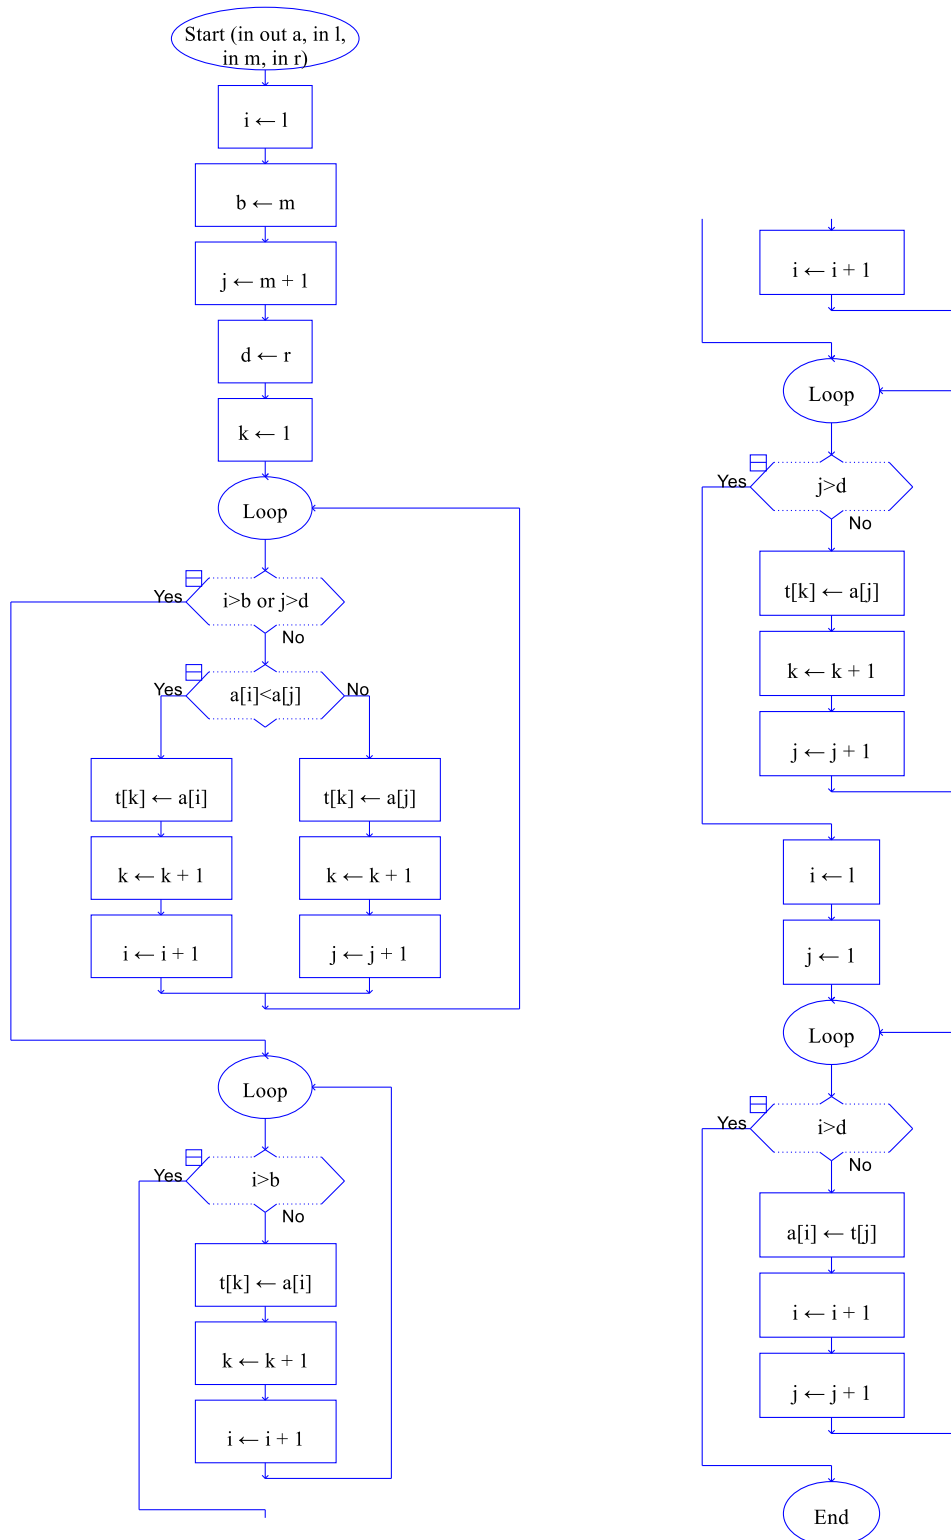 Start (in out a, in l,
in m, in r)
i ← l
b ← m
j ← m + 1
d ← r
k ← 1
Loop
i>b or j>d
Yes
No
a[i]<a[j]
Yes
No
t[k] ← a[i]
t[k] ← a[j]
k ← k + 1
k ← k + 1
i ← i + 1
j ← j + 1
Loop
i>b
Yes
No
t[k] ← a[i]
k ← k + 1
i ← i + 1
i ← i + 1
Loop
j>d
Yes
No
t[k] ← a[j]
k ← k + 1
j ← j + 1
i ← l
j ← 1
Loop
i>d
Yes
No
a[i] ← t[j]
i ← i + 1
j ← j + 1
End